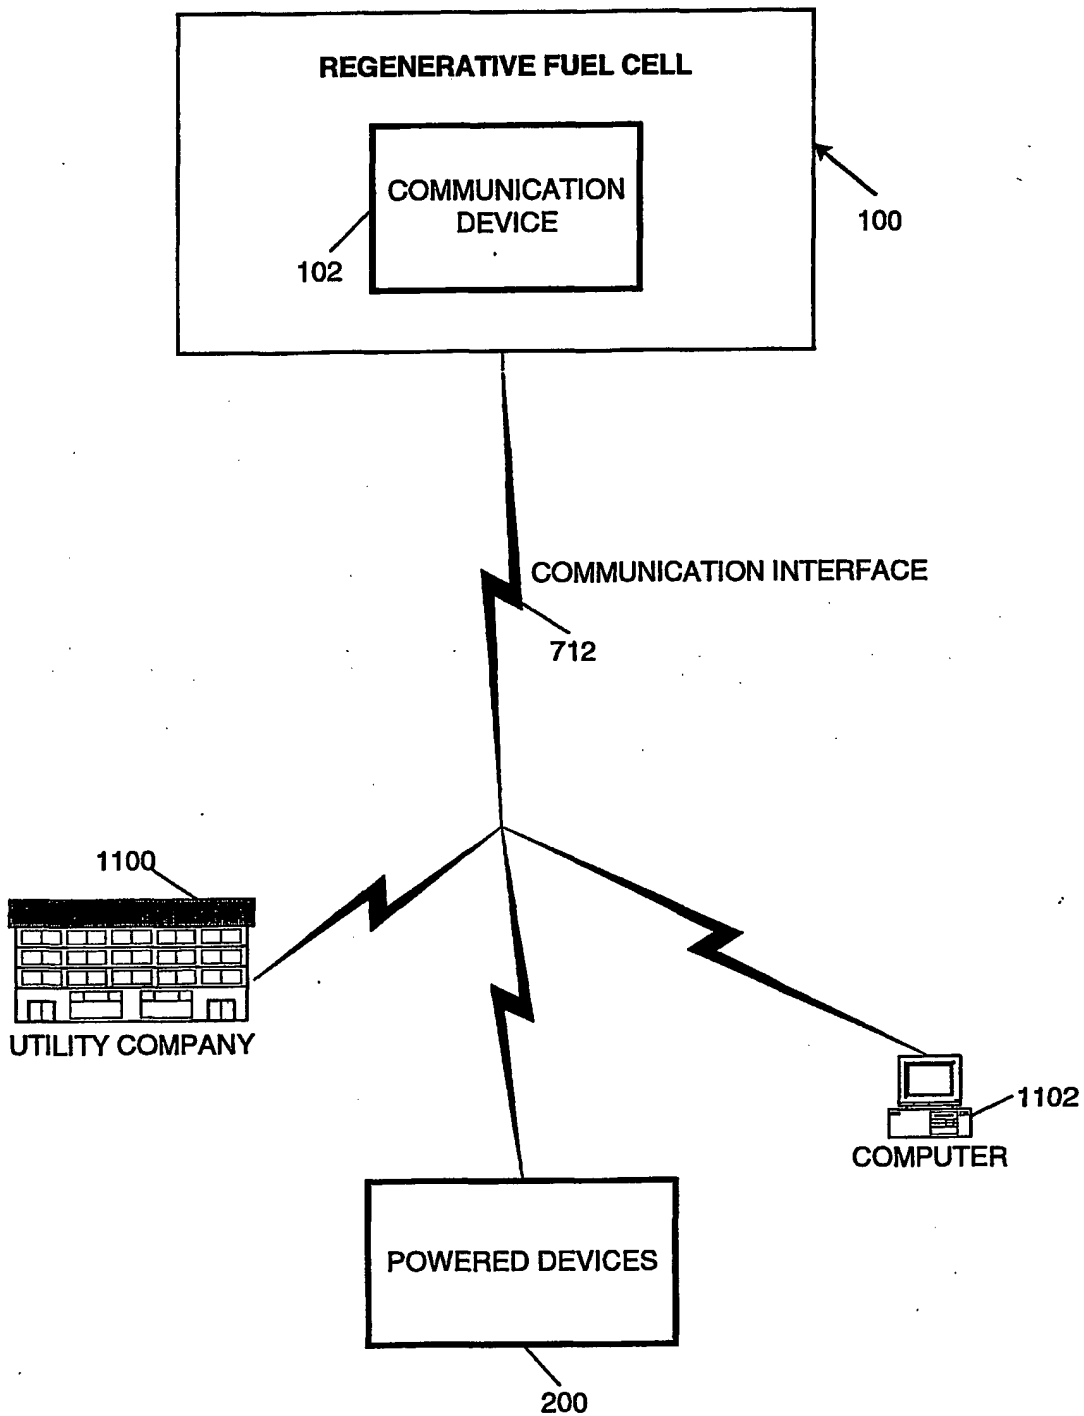 REGENERATIVE FUEL CELL
COMMUNICATION
DEVICE
100
102
COMMUNICATION INTERFACE
712
1100
UTILITY COMPANY
1102
COMPUTER
POWERED DEVICES
200